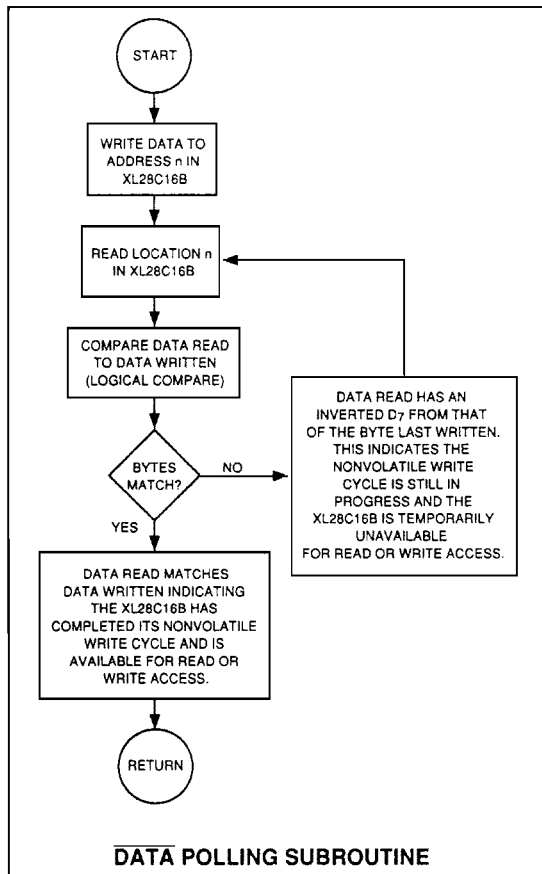 START
WRITE DATA TO
ADDRESS n IN
XL28C16B
READ LOCATION n
IN XL28C16B
COMPARE DATA READ
TO DATA WRITTEN
(LOGICAL COMPARE)
BYTES
MATCH?
NO
DATA READ HAS AN
INVERTED D7 FROM THAT
OF THE BYTE LAST WRITTEN.
THIS INDICATES THE
NONVOLATILE WRITE
CYCLE IS STILL IN
PROGRESS AND THE
XL28C16B IS TEMPORARILY
UNAVAILABLE
FOR READ OR WRITE ACCESS.
YES
DATA READ MATCHES
DATA WRITTEN INDICATING
THE XL28C16B HAS
COMPLETED ITS NONVOLATILE
WRITE CYCLE AND IS
AVAILABLE FOR READ OR
WRITE ACCESS.
RETURN
DATA POLLING SUBROUTINE